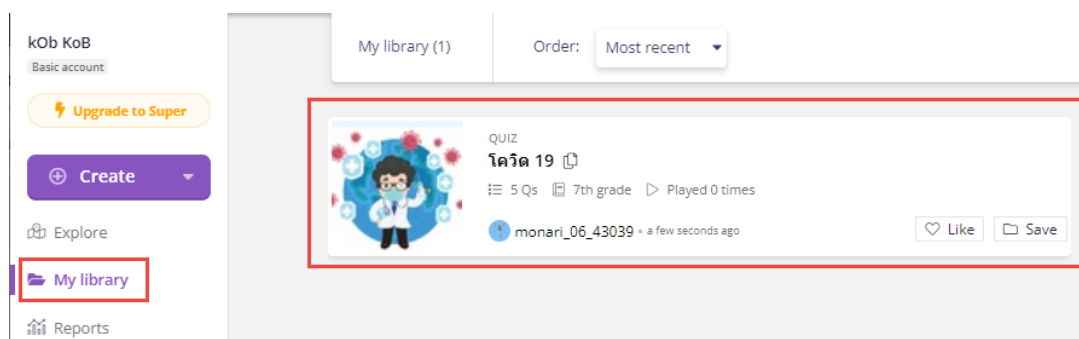 kOb KoB
Basic account
Upgrade to Super
Create
Explore
My library
Reports
My library (1)
Order: Most recent
QUIZ
โควิด 19
5 Qs 7th grade Played 0 times
monari_06_43039 • a few seconds ago
Like Save